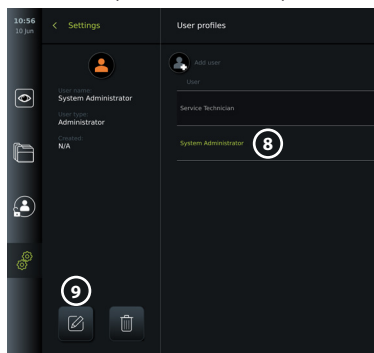 10:56
10 Jun
< Settings
User name:
System Administrator
User type:
Administrator
Created:
N/A
9
User profiles
Add user
User
Service Technician
System Administrator
8